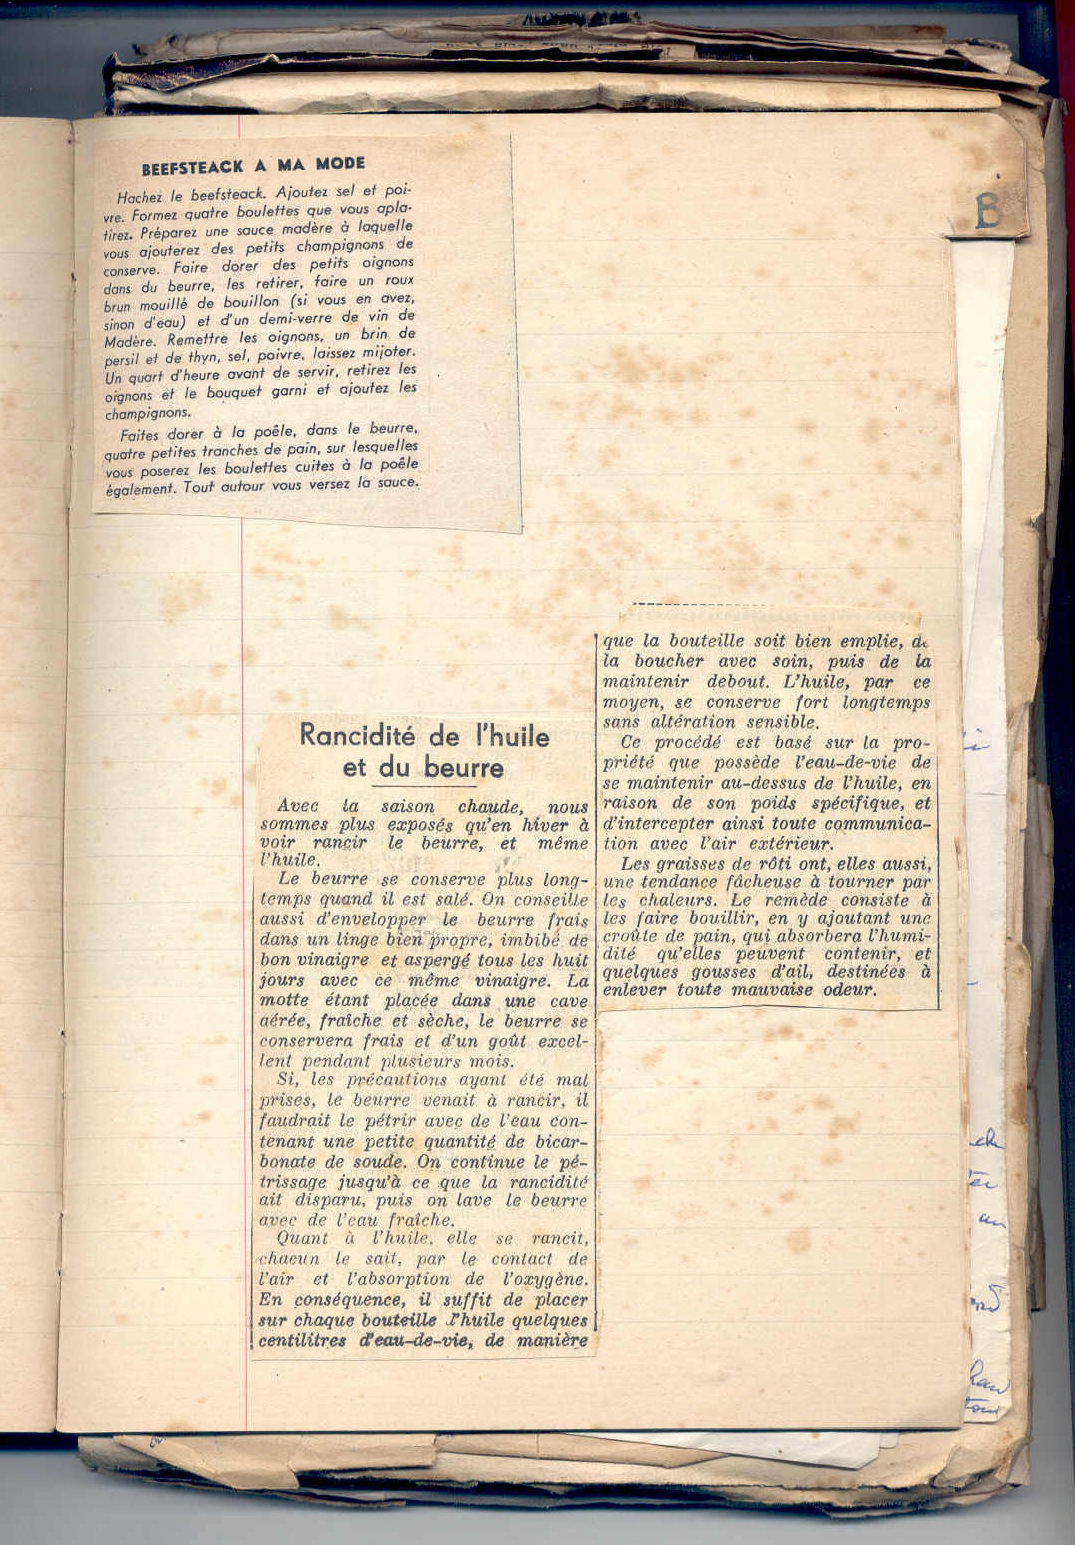 BEEFSTEACK A MA MODE
Hachez le beefsteack. Ajoutez sel et poi-
vre. Formez quatre boulettes que vous apla-
tirez. Préparez une sauce madère à laquelle
vous ajouterez des petits champignons de
conserve. Faire dorer des petits oignons
dans du beurre, les retirer, faire un roux
brun mouillé de bouillon (si vous en avez,
sinon d'eau) et d'un demi-verre de vin de
Madère. Remettre les oignons, un brin de
persil et de thyn, sel, poivre, laissez mijoter.
Un quart d'heure avant de servir, retirez les
oignons et le bouquet garni et ajoutez les
champignons.
Faites dorer à la poêle, dans le beurre,
quatre petites tranches de pain, sur lesquelles
vous poserez les boulettes cuites à la poêle
également. Tout autour vous versez la sauce.
B
Rancidité de l'huile
et du beurre
Avec la saison chaude, nous
sommes plus exposés qu'en hiver à
voir rancir le beurre, et même
l'huile.
Le beurre se conserve plus long-
temps quand il est salé. On conseille
aussi d'envelopper le beurre frais
dans un linge bien propre, imbibé de
bon vinaigre et aspergé tous les huit
jours avec ce même vinaigre. La
motte étant placée dans une cave
aérée, fraîche et sèche, le beurre se
conservera frais et d'un goût excel-
lent pendant plusieurs mois.
Si, les précautions ayant été mal
prises, le beurre venait à rancir, il
faudrait le pétrir avec de l'eau con-
tenant une petite quantité de bicar-
bonate de soude. On continue le pé-
trissage jusqu'à ce que la rancidité
ait disparu, puis on lave le beurre
avec de l'eau fraîche.
Quant à l'huile, elle se rancit,
chacun le sait, par le contact de
l'air et l'absorption de l'oxygène.
En conséquence, il suffit de placer
sur chaque bouteille d'huile quelques
centilitres d'eau-de-vie, de manière
que la bouteille soit bien emplie, de
la boucher avec soin, puis de la
maintenir debout. L'huile, par ce
moyen, se conserve fort longtemps
sans altération sensible.
Ce procédé est basé sur la pro-
priété que possède l'eau-de-vie de
se maintenir au-dessus de l'huile, en
raison de son poids spécifique, et
d'intercepter ainsi toute communica-
tion avec l'air extérieur.
Les graisses de rôti ont, elles aussi,
une tendance fâcheuse à tourner par
les chaleurs. Le remède consiste à
les faire bouillir, en y ajoutant une
croûte de pain, qui absorbera l'humi-
dité qu'elles peuvent contenir, et
quelques gousses d'ail, destinées à
enlever toute mauvaise odeur.